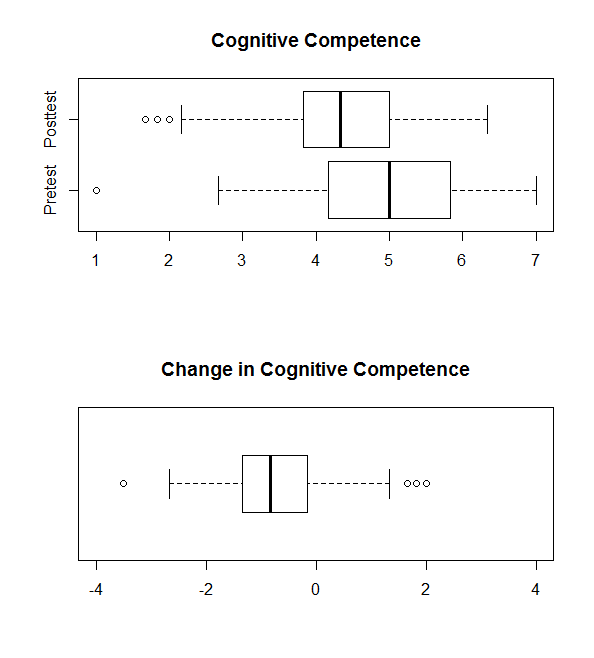 Cognitive Competence
Posttest
Pretest
1 2 3 4 5 6 7
Change in Cognitive Competence
-4 -2 0 2 4